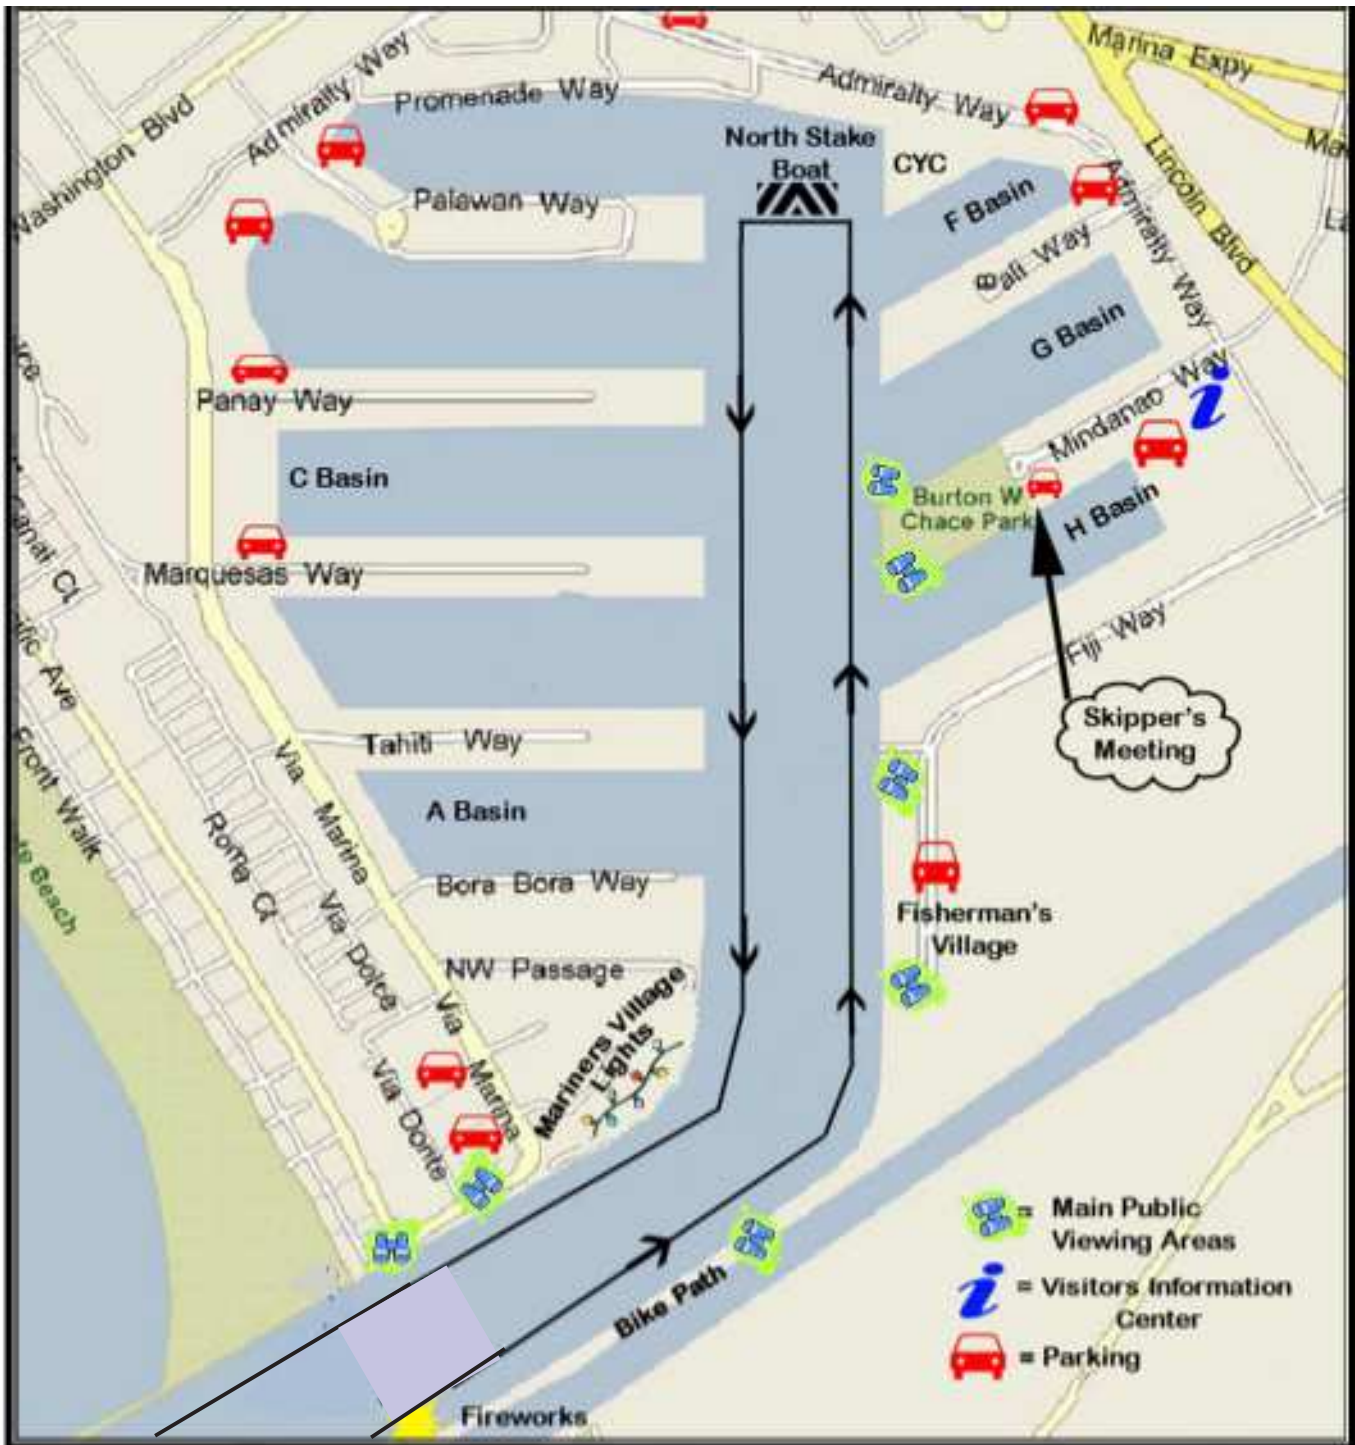 Admiralty Way
Promenade Way
Admiralty Way
Marina Expy
Washington Blvd
North Stake
Boat
CYC
Lincoln Blvd
Palawan Way
F Basin
Admiralty Way
Bali Way
G Basin
Panay Way
Mindanao Way
C Basin
Burton W
Chace Park
H Basin
Marquesas Way
Canal Ct
Fiji Way
Skipper's
Meeting
Tahiti Way
Via Marina
Front Walk
A Basin
Roma Ct
Bora Bora Way
Beach
Via Dolce
Fisherman's
Village
NW Passage
Mariners Village
Lights
Via Marina
Via Donte
= Main Public
Viewing Areas
Bike Path
= Visitors Information
Center
= Parking
Fireworks